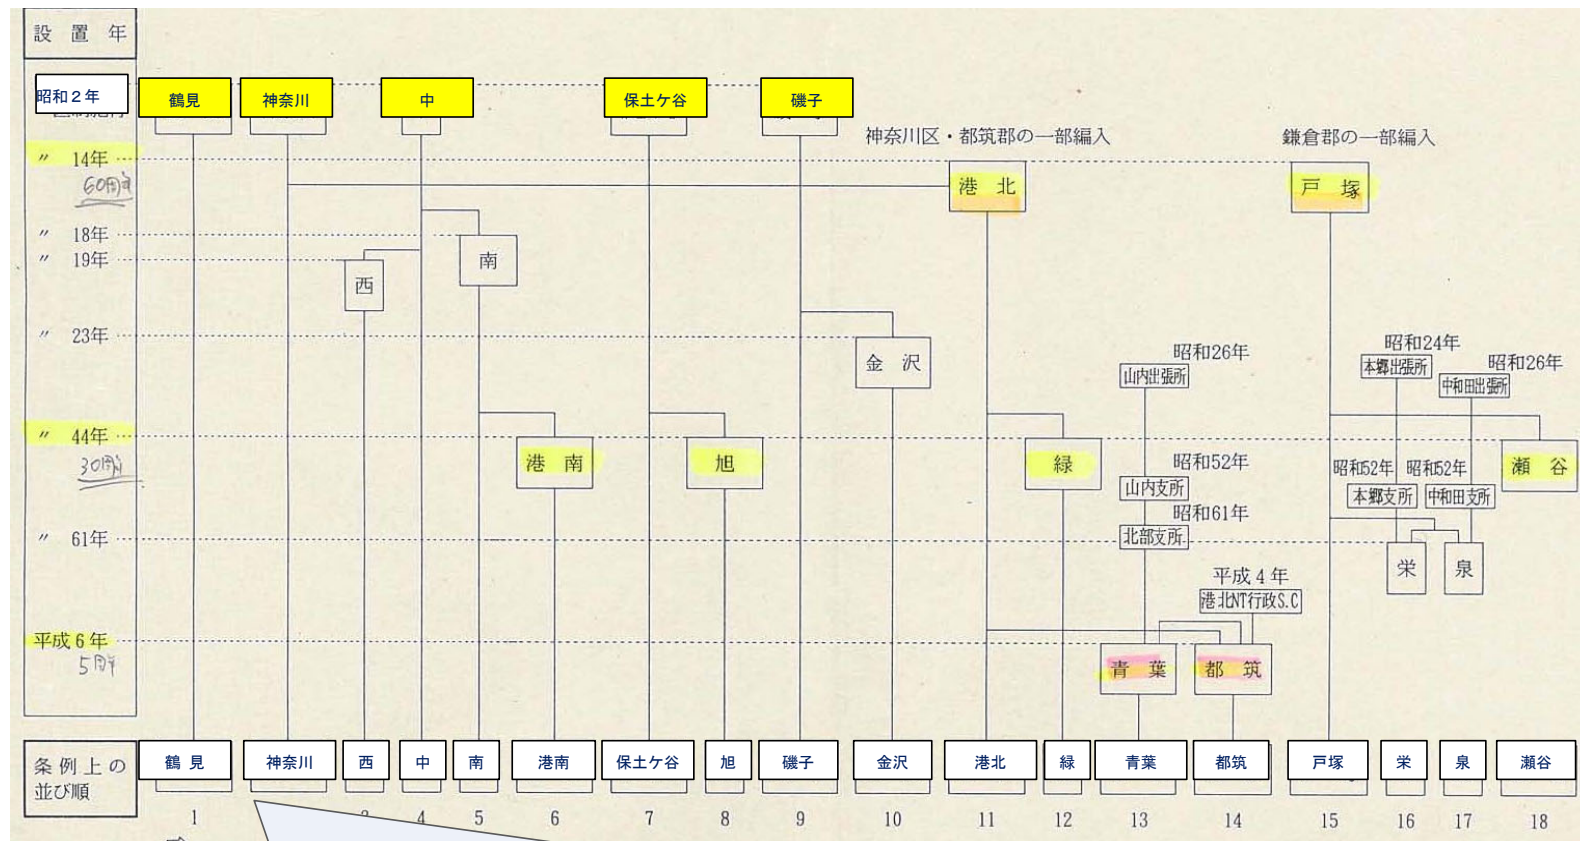 設置年
昭和２年
鶴見
神奈川
中
保土ケ谷
磯子
神奈川区・都筑郡の一部編入
鎌倉郡の一部編入
〃 14年
60周年
港北
戸塚
〃 18年
南
〃 19年
西
〃 23年
金沢
昭和26年
山内出張所
昭和24年
本郷出張所
昭和26年
中和田出張所
〃 44年
30周年
港南
旭
緑
瀬谷
昭和52年
山内支所
昭和52年
本郷支所
昭和52年
中和田支所
昭和61年
北部支所
〃 61年
栄
泉
平成４年
港北NT行政S.C
平成６年
5周年
青葉
都筑
条例上の
並び順
鶴見 神奈川 西 中 南 港南 保土ケ谷 旭 磯子 金沢 港北 緑 青葉 都筑 戸塚 栄 泉 瀬谷
1 4 5 6 7 8 9 10 11 12 13 14 15 16 17 18